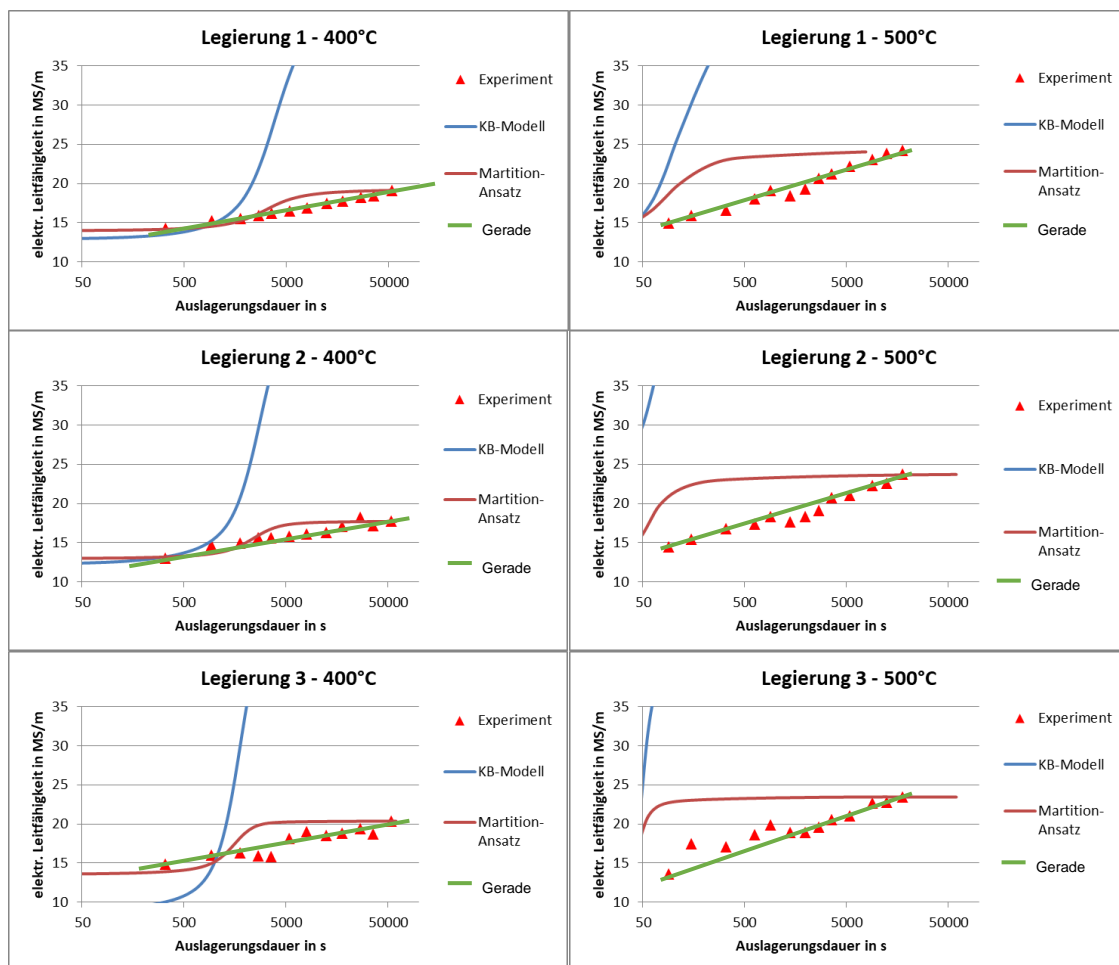 Legierung 1 - 400°C
elektr. Leitfähigkeit in MS/m
35
30
25
20
15
10
50
500
5000
50000
Auslagerungsdauer in s
Experiment
KB-Modell
Martition-
Ansatz
Gerade
Legierung 1 - 500°C
elektr. Leitfähigkeit in MS/m
35
30
25
20
15
10
50
500
5000
50000
Auslagerungsdauer in s
Experiment
KB-Modell
Martition-
Ansatz
Gerade
Legierung 2 - 400°C
elektr. Leitfähigkeit in MS/m
35
30
25
20
15
10
50
500
5000
50000
Auslagerungsdauer in s
Experiment
KB-Modell
Martition-
Ansatz
Gerade
Legierung 2 - 500°C
elektr. Leitfähigkeit in MS/m
35
30
25
20
15
10
50
500
5000
50000
Auslagerungsdauer in s
Experiment
KB-Modell
Martition-
Ansatz
Gerade
Legierung 3 - 400°C
elektr. Leitfähigkeit in MS/m
35
30
25
20
15
10
50
500
5000
50000
Auslagerungsdauer in s
Experiment
KB-Modell
Martition-
Ansatz
Gerade
Legierung 3 - 500°C
elektr. Leitfähigkeit in MS/m
35
30
25
20
15
10
50
500
5000
50000
Auslagerungsdauer in s
Experiment
KB-Modell
Martition-
Ansatz
Gerade